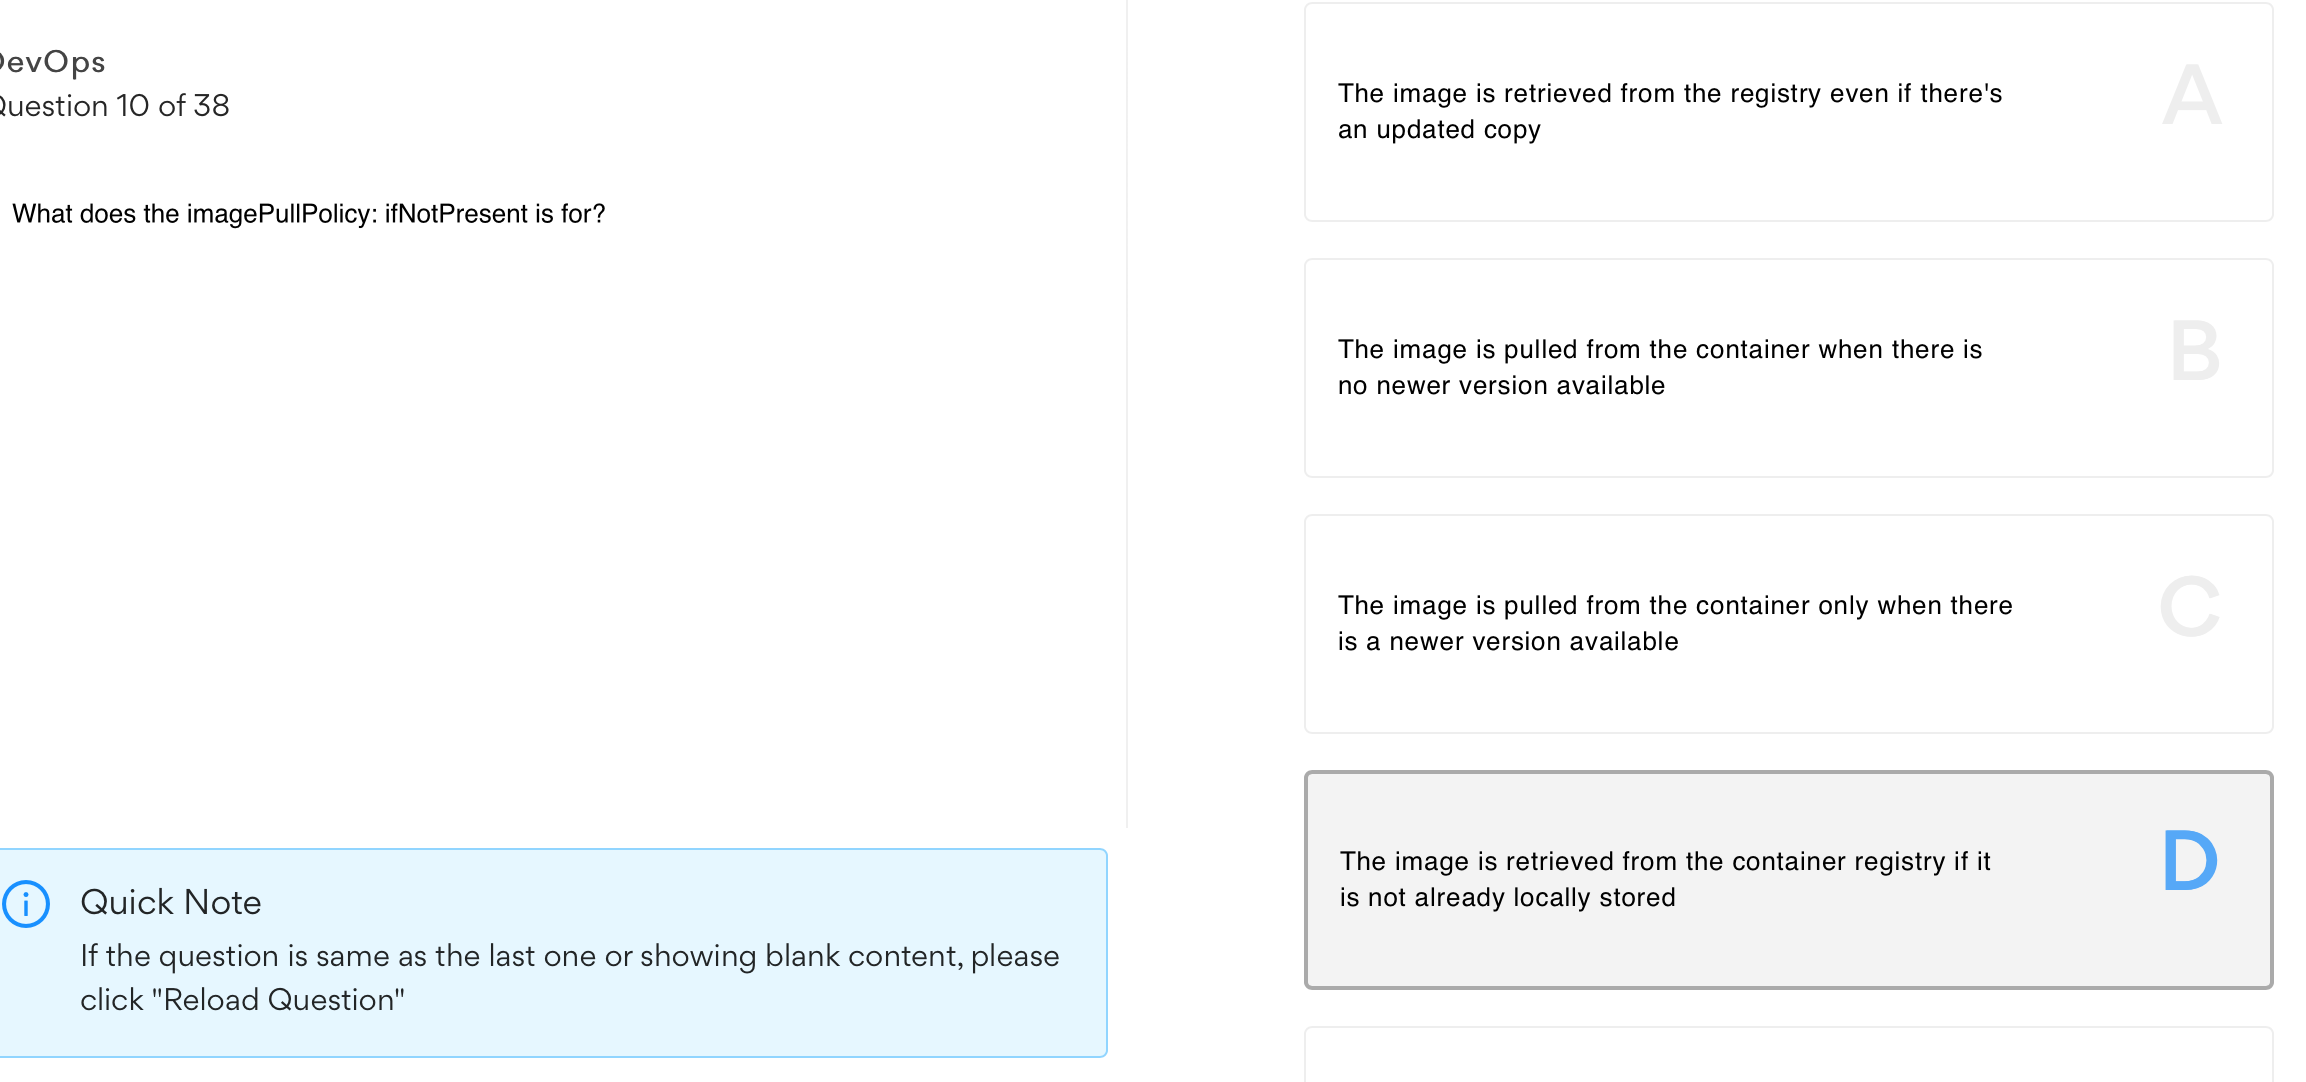 DevOps
Question 10 of 38
What does the imagePullPolicy: ifNotPresent is for?
Quick Note
If the question is same as the last one or showing blank content, please
click "Reload Question"
The image is retrieved from the registry even if there's
an updated copy
A
The image is pulled from the container when there is
no newer version available
B
The image is pulled from the container only when there
is a newer version available
C
The image is retrieved from the container registry if it
is not already locally stored
D